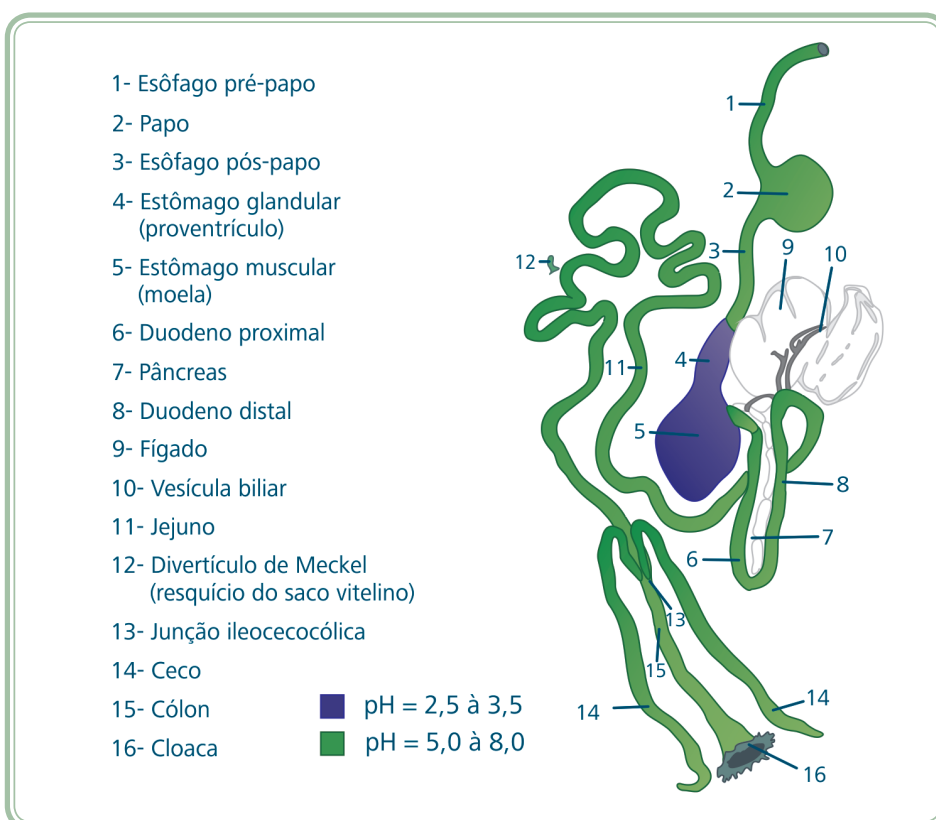 1- Esôfago pré-papo
2- Papo
3- Esôfago pós-papo
4- Estômago glandular
(proventrículo)
5- Estômago muscular
(moela)
6- Duodeno proximal
7- Pâncreas
8- Duodeno distal
9- Fígado
10- Vesícula biliar
11- Jejuno
12- Divertículo de Meckel
(resquício do saco vitelino)
13- Junção ileocecocólica
14- Ceco
15- Cólon
16- Cloaca
pH = 2,5 à 3,5
pH = 5,0 à 8,0
1
2
3
9
10
12
4
11
5
8
7
6
13
15
14
14
16